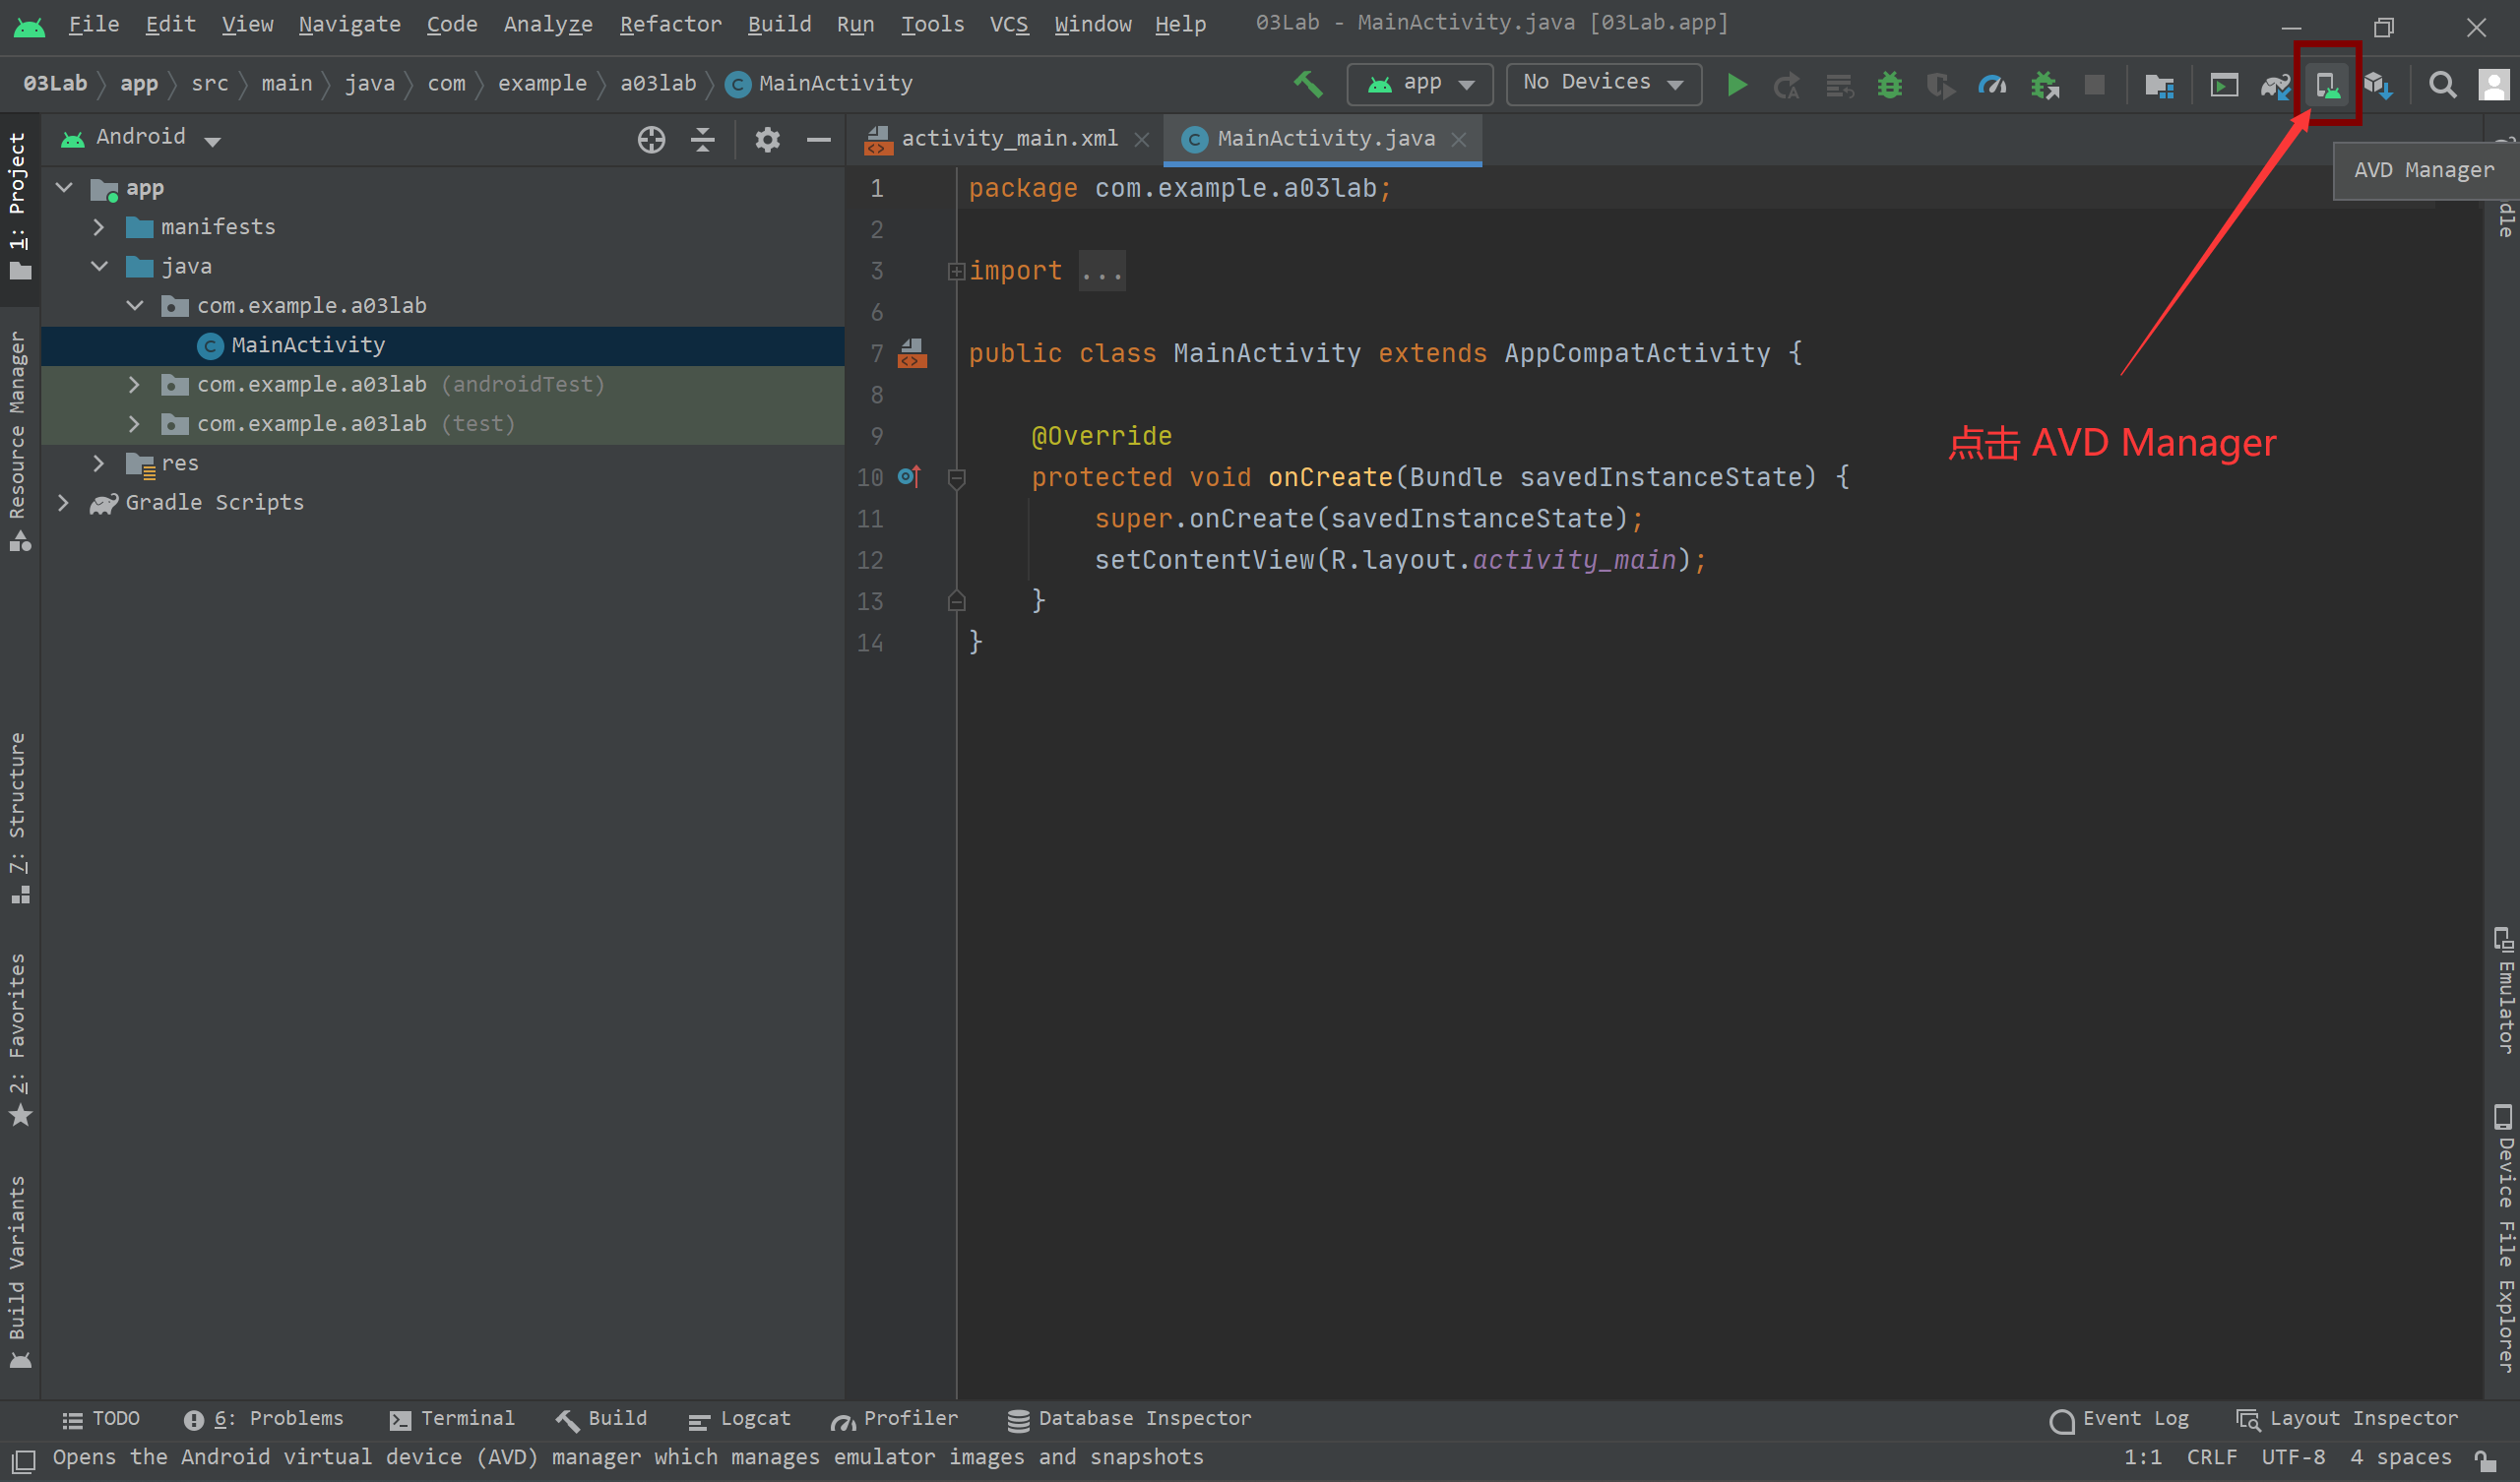 File Edit View Navigate Code Analyze Refactor Build Run Tools VCS Window Help 03Lab - MainActivity.java [03Lab.app]
03Lab app src main java com example a03lab MainActivity app No Devices
Android
activity_main.xml MainActivity.java
AVD Manager
app
manifests
java
com.example.a03lab
MainActivity
com.example.a03lab (androidTest)
com.example.a03lab (test)
res
Gradle Scripts
1 package com.example.a03lab;
2
3 import ...
6
7 public class MainActivity extends AppCompatActivity {
8
9 @Override
10 protected void onCreate(Bundle savedInstanceState) {
11 super.onCreate(savedInstanceState);
12 setContentView(R.layout.activity_main);
13 }
14 }
点击 AVD Manager
1: Project
Resource Manager
7: Structure
2: Favorites
Build Variants
Emulator
Device File Explorer
TODO 6: Problems Terminal Build Logcat Profiler Database Inspector Event Log Layout Inspector
Opens the Android virtual device (AVD) manager which manages emulator images and snapshots 1:1 CRLF UTF-8 4 spaces